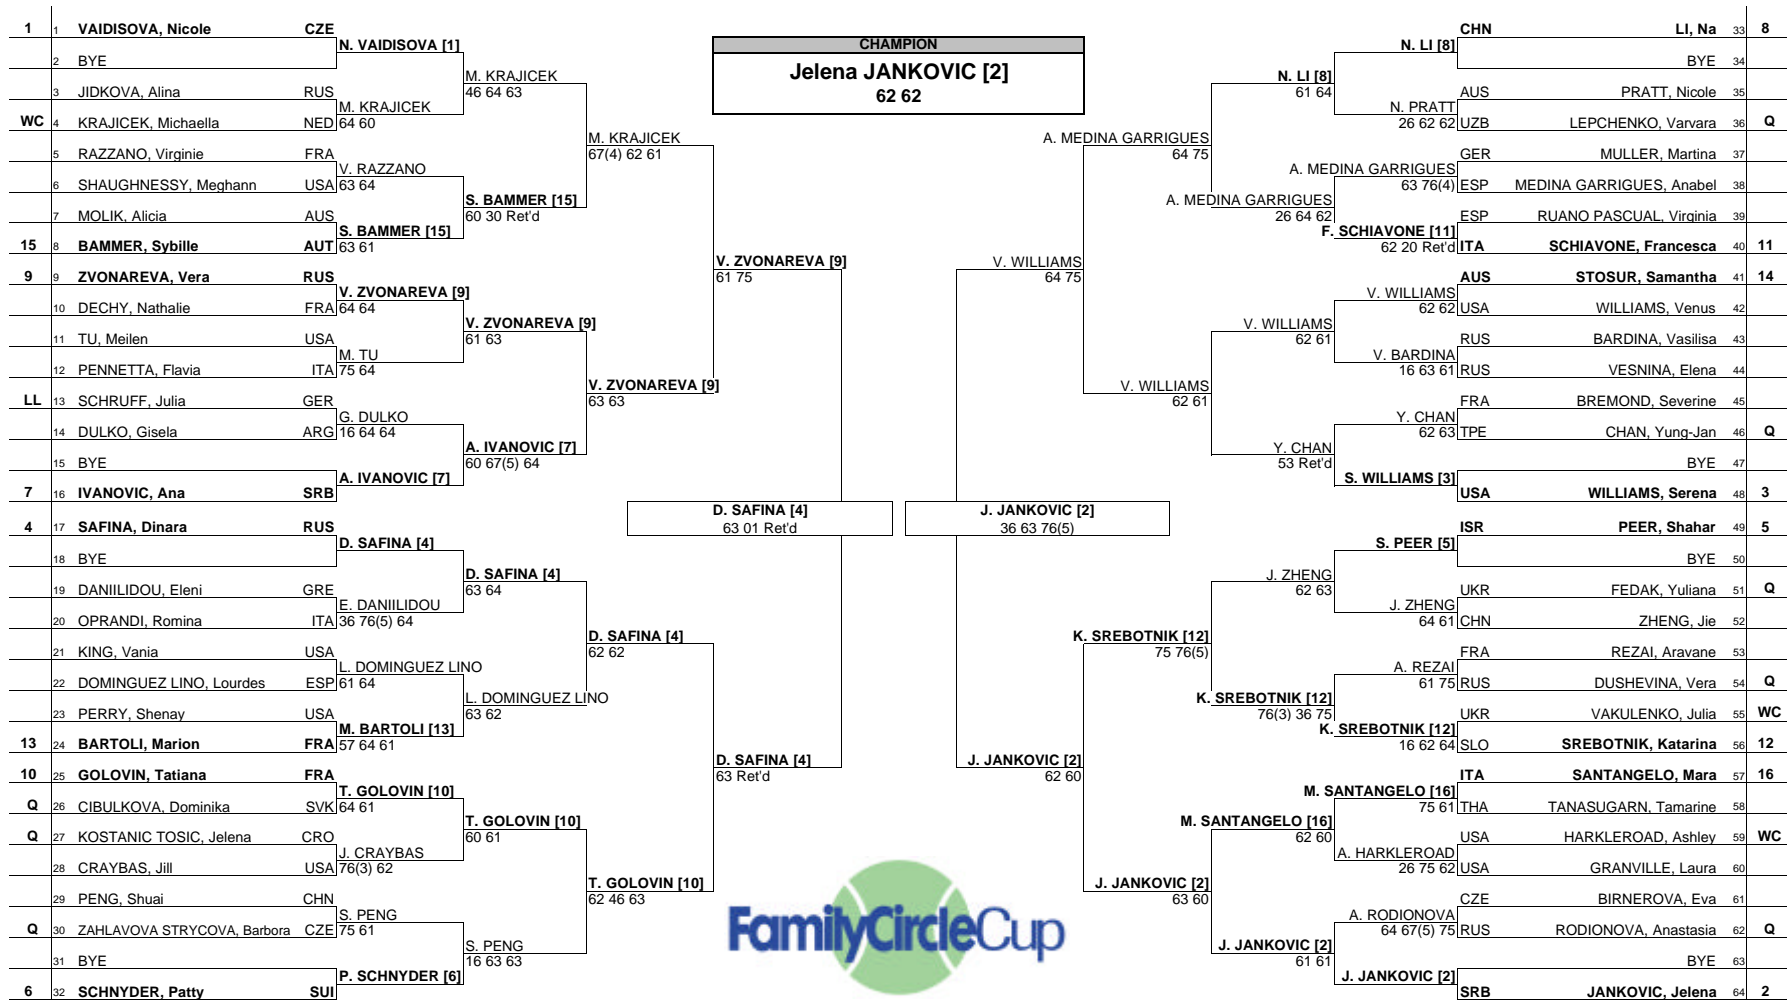 1 1 VAIDISOVA, Nicole CZE
N. VAIDISOVA [1]
2 BYE
M. KRAJICEK
46 64 63
3 JIDKOVA, Alina RUS
M. KRAJICEK
WC 4 KRAJICEK, Michaella NED 64 60
M. KRAJICEK
67(4) 62 61
5 RAZZANO, Virginie FRA
V. RAZZANO
6 SHAUGHNESSY, Meghann USA 63 64
S. BAMMER [15]
60 30 Ret'd
7 MOLIK, Alicia AUS
S. BAMMER [15]
15 8 BAMMER, Sybille AUT 63 61
V. ZVONAREVA [9]
61 75
9 9 ZVONAREVA, Vera RUS
V. ZVONAREVA [9]
10 DECHY, Nathalie FRA 64 64
V. ZVONAREVA [9]
61 63
11 TU, Meilen USA
M. TU
12 PENNETTA, Flavia ITA 75 64
V. ZVONAREVA [9]
63 63
LL 13 SCHRUFF, Julia GER
G. DULKO
14 DULKO, Gisela ARG 16 64 64
A. IVANOVIC [7]
60 67(5) 64
15 BYE
A. IVANOVIC [7]
7 16 IVANOVIC, Ana SRB
D. SAFINA [4]
63 01 Ret'd
4 17 SAFINA, Dinara RUS
D. SAFINA [4]
18 BYE
D. SAFINA [4]
63 64
19 DANIILIDOU, Eleni GRE
E. DANIILIDOU
20 OPRANDI, Romina ITA 36 76(5) 64
D. SAFINA [4]
62 62
21 KING, Vania USA
L. DOMINGUEZ LINO
22 DOMINGUEZ LINO, Lourdes ESP 61 64
L. DOMINGUEZ LINO
63 62
23 PERRY, Shenay USA
M. BARTOLI [13]
13 24 BARTOLI, Marion FRA 57 64 61
D. SAFINA [4]
63 Ret'd
10 25 GOLOVIN, Tatiana FRA
T. GOLOVIN [10]
Q 26 CIBULKOVA, Dominika SVK 64 61
T. GOLOVIN [10]
60 61
Q 27 KOSTANIC TOSIC, Jelena CRO
J. CRAYBAS
28 CRAYBAS, Jill USA 76(3) 62
T. GOLOVIN [10]
62 46 63
29 PENG, Shuai CHN
S. PENG
Q 30 ZAHLAVOVA STRYCOVA, Barbora CZE 75 61
S. PENG
16 63 63
31 BYE
P. SCHNYDER [6]
6 32 SCHNYDER, Patty SUI
CHAMPION
Jelena JANKOVIC [2]
62 62
FamilyCircleCup
CHN LI, Na 33 8
N. LI [8]
BYE 34
N. LI [8]
61 64
AUS PRATT, Nicole 35
N. PRATT
26 62 62 UZB LEPCHENKO, Varvara 36 Q
A. MEDINA GARRIGUES
64 75
GER MULLER, Martina 37
A. MEDINA GARRIGUES
63 76(4) ESP MEDINA GARRIGUES, Anabel 38
A. MEDINA GARRIGUES
26 64 62
ESP RUANO PASCUAL, Virginia 39
F. SCHIAVONE [11]
62 20 Ret'd ITA SCHIAVONE, Francesca 40 11
V. WILLIAMS
64 75
AUS STOSUR, Samantha 41 14
V. WILLIAMS
62 62 USA WILLIAMS, Venus 42
V. WILLIAMS
62 61
RUS BARDINA, Vasilisa 43
V. BARDINA
16 63 61 RUS VESNINA, Elena 44
V. WILLIAMS
62 61
FRA BREMOND, Severine 45
Y. CHAN
62 63 TPE CHAN, Yung-Jan 46 Q
Y. CHAN
53 Ret'd
BYE 47
S. WILLIAMS [3]
USA WILLIAMS, Serena 48 3
J. JANKOVIC [2]
36 63 76(5)
ISR PEER, Shahar 49 5
S. PEER [5]
BYE 50
J. ZHENG
62 63
UKR FEDAK, Yuliana 51 Q
J. ZHENG
64 61 CHN ZHENG, Jie 52
K. SREBOTNIK [12]
75 76(5)
FRA REZAI, Aravane 53
A. REZAI
61 75 RUS DUSHEVINA, Vera 54 Q
K. SREBOTNIK [12]
76(3) 36 75
UKR VAKULENKO, Julia 55 WC
K. SREBOTNIK [12]
16 62 64 SLO SREBOTNIK, Katarina 56 12
J. JANKOVIC [2]
62 60
ITA SANTANGELO, Mara 57 16
M. SANTANGELO [16]
75 61 THA TANASUGARN, Tamarine 58
M. SANTANGELO [16]
62 60
USA HARKLEROAD, Ashley 59 WC
A. HARKLEROAD
26 75 62 USA GRANVILLE, Laura 60
J. JANKOVIC [2]
63 60
CZE BIRNEROVA, Eva 61
A. RODIONOVA
64 67(5) 75 RUS RODIONOVA, Anastasia 62 Q
J. JANKOVIC [2]
61 61
BYE 63
J. JANKOVIC [2]
SRB JANKOVIC, Jelena 64 2